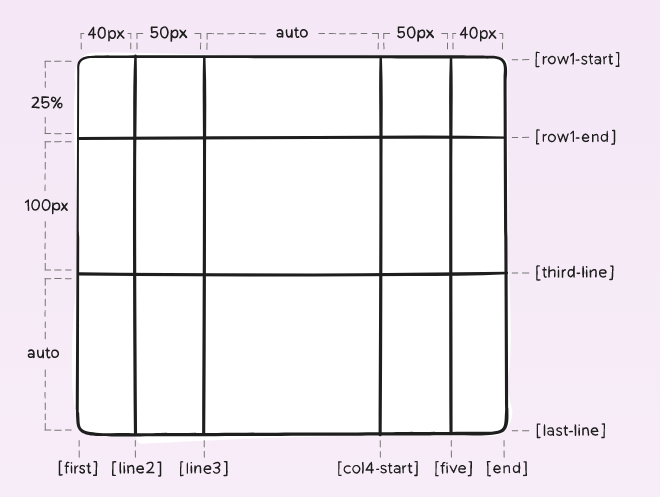 40px 50px auto 50px 40px
[row1-start]
25%
[row1-end]
100px
[third-line]
auto
[last-line]
[first] [line2] [line3] [col4-start] [five] [end]